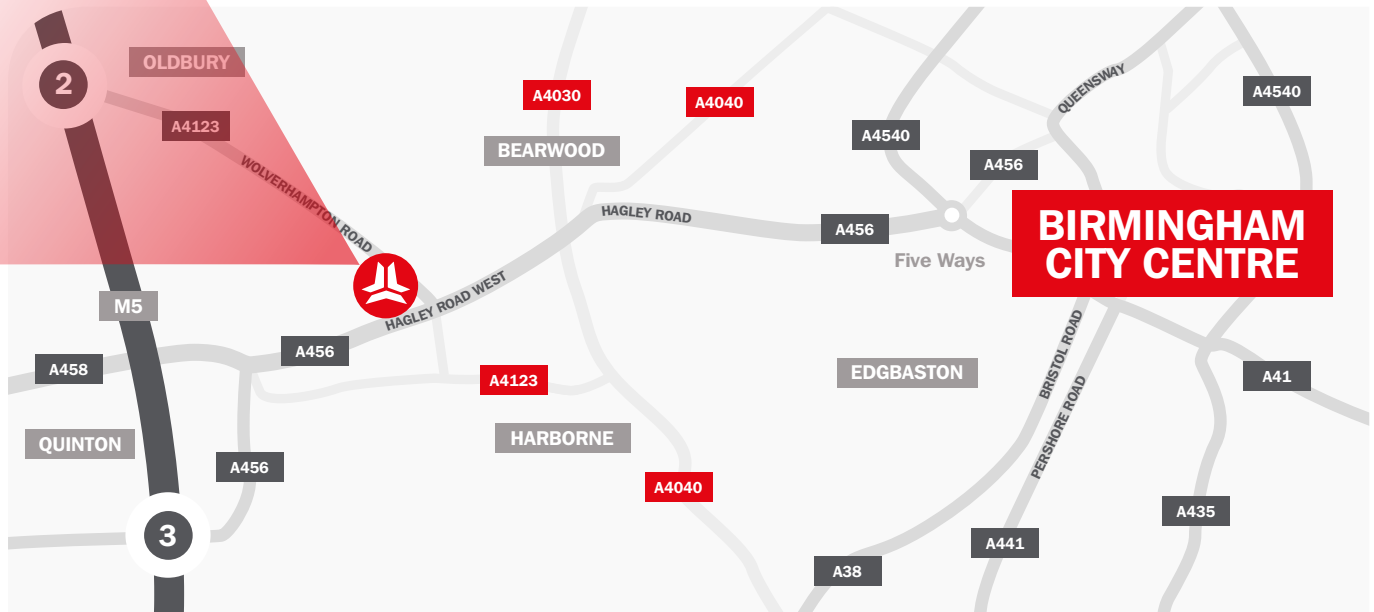 2
OLDBURY
A4123
WOLVERHAMPTON ROAD
M5
A458
A456
QUINTON
A456
3
A4030
A4040
BEARWOOD
HAGLEY ROAD
HAGLEY ROAD WEST
A4123
HARBORNE
A4040
QUEENSWAY
A4540
A4540
A456
A456
Five Ways
BIRMINGHAM
CITY CENTRE
EDGBASTON
BRISTOL ROAD
PERSHORE ROAD
A41
A435
A441
A38